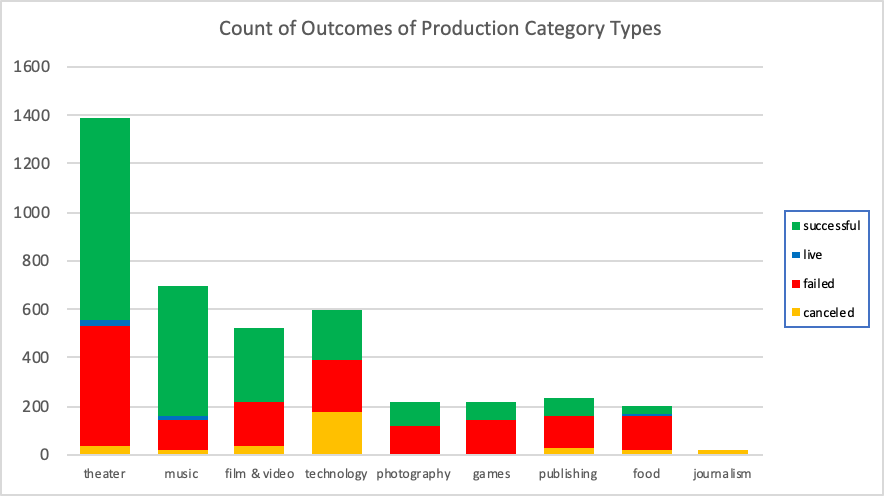 Count of Outcomes of Production Category Types
1600
1400
1200
1000
800
600
400
200
0
theater music film & video technology photography games publishing food journalism
successful
live
failed
canceled